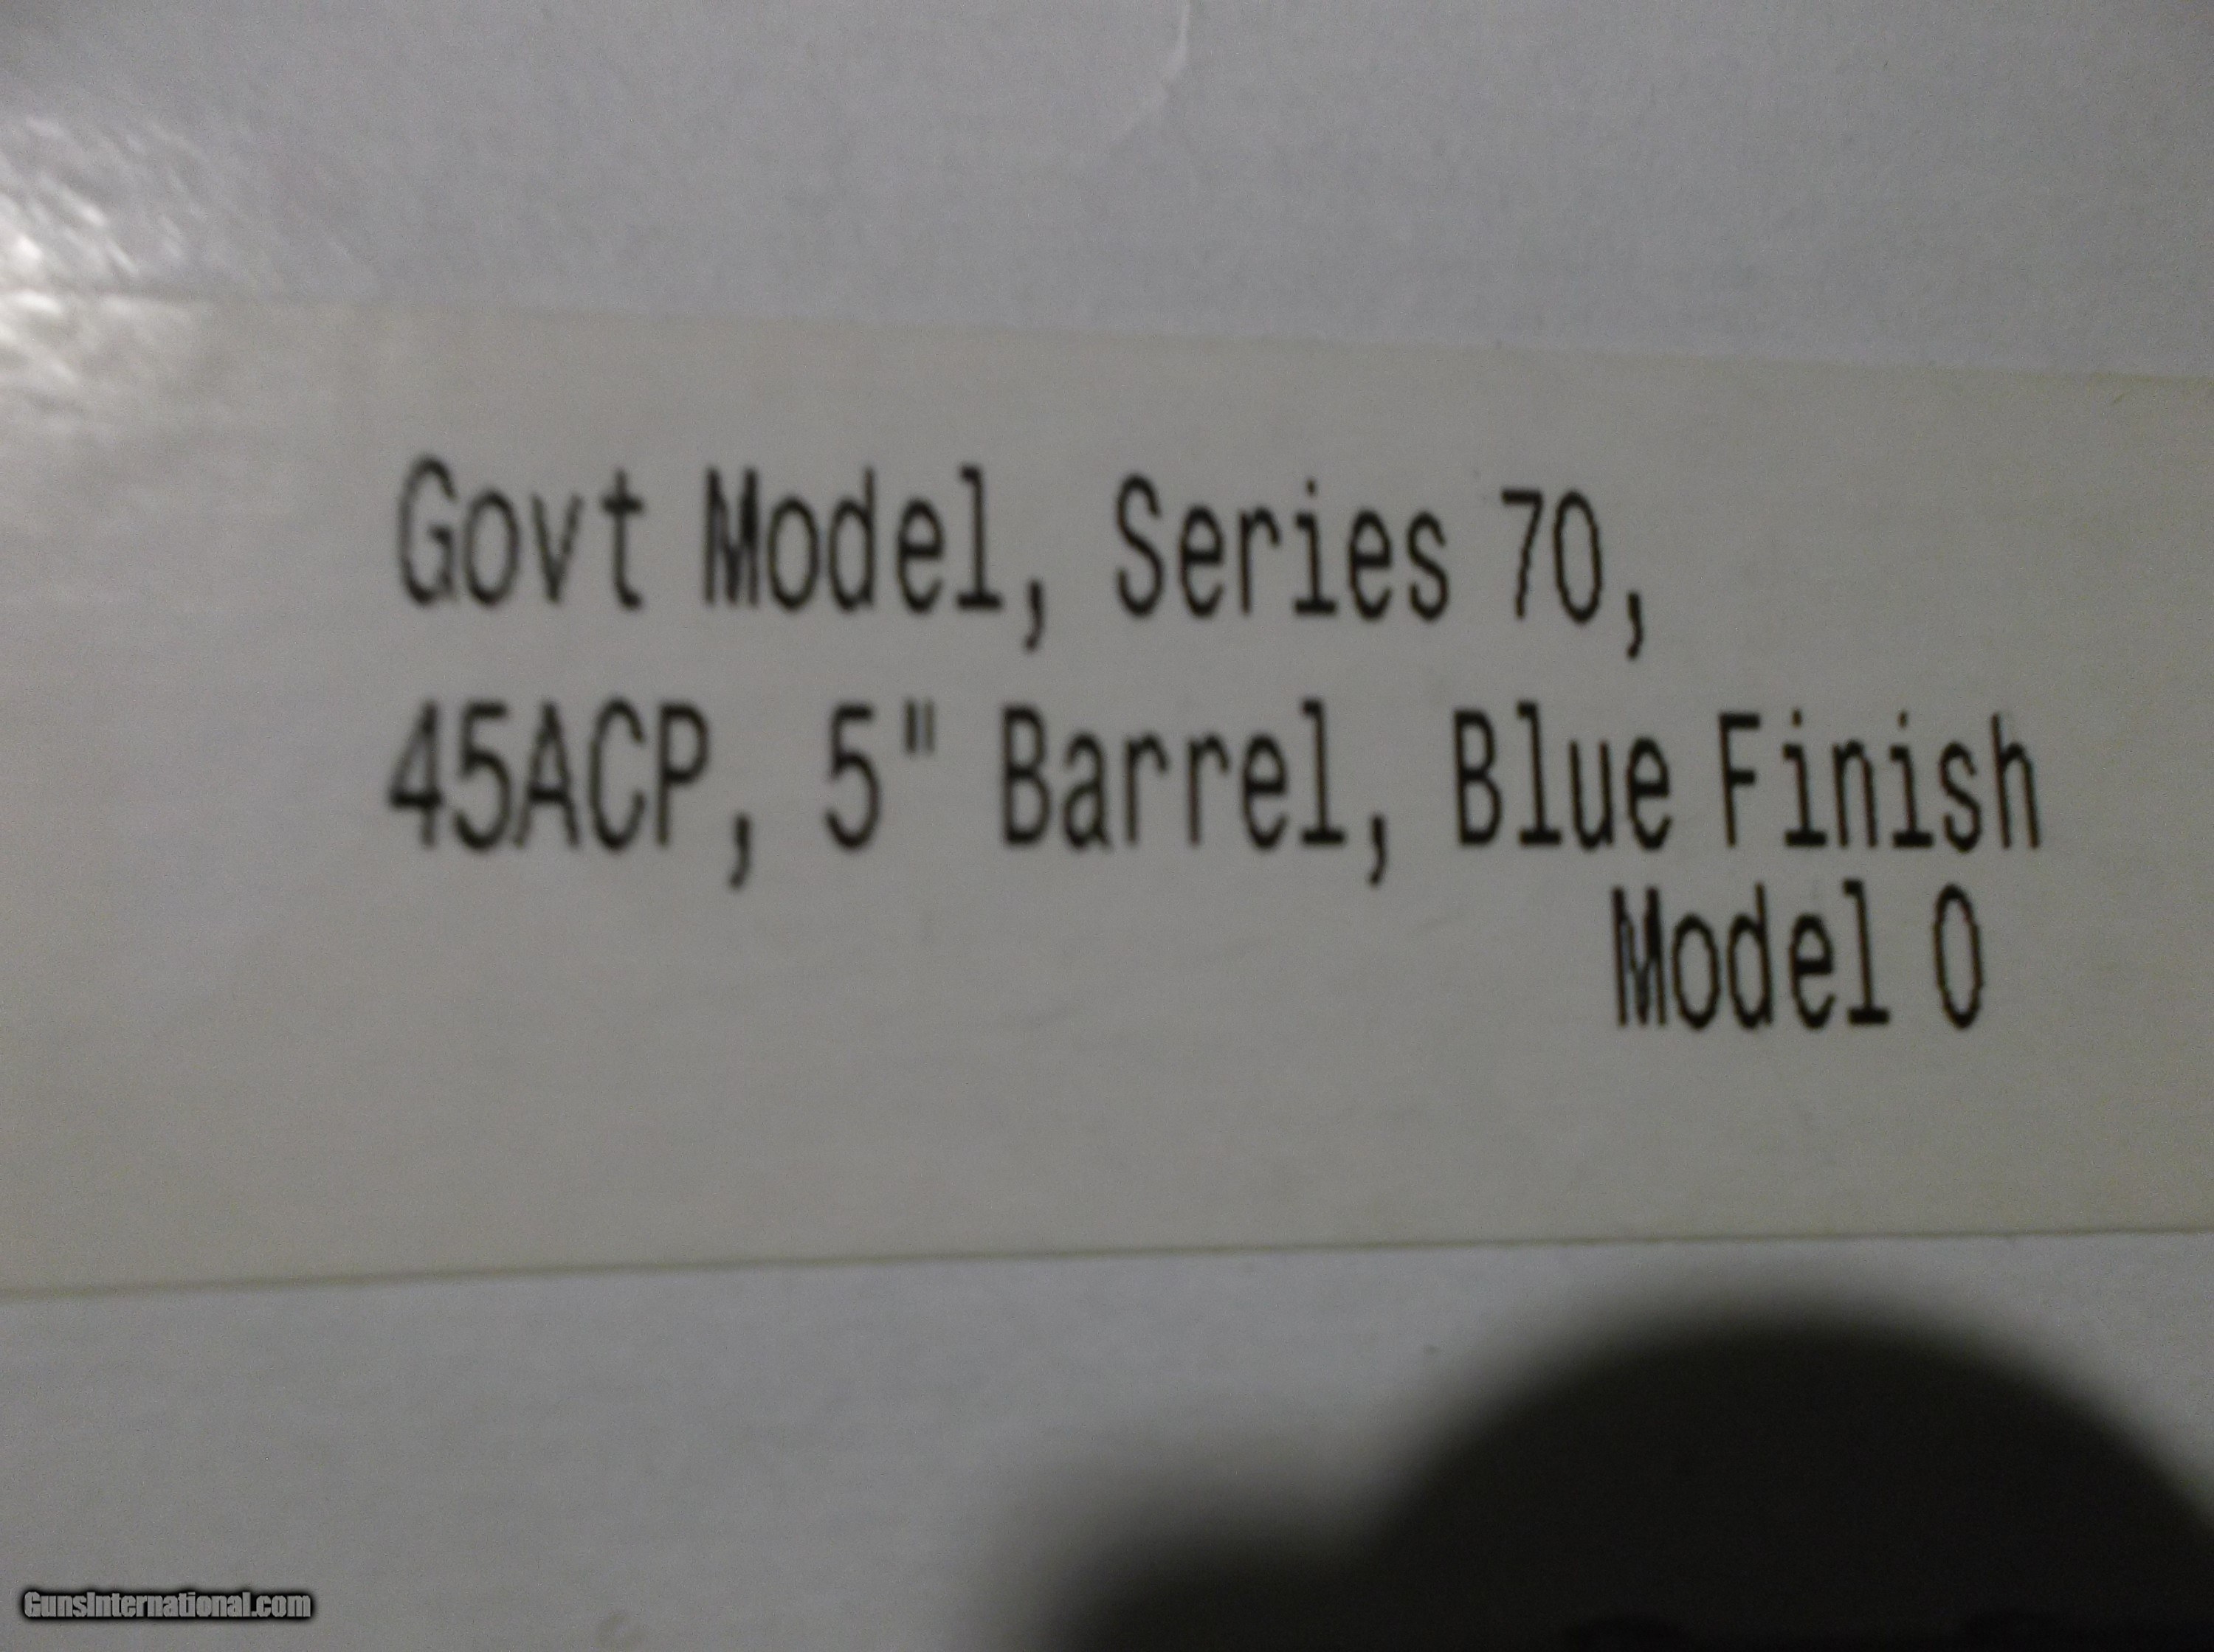 Govt Model, Series 70,
45ACP, 5" Barrel, Blue Finish
Model O
GunsInternational.com